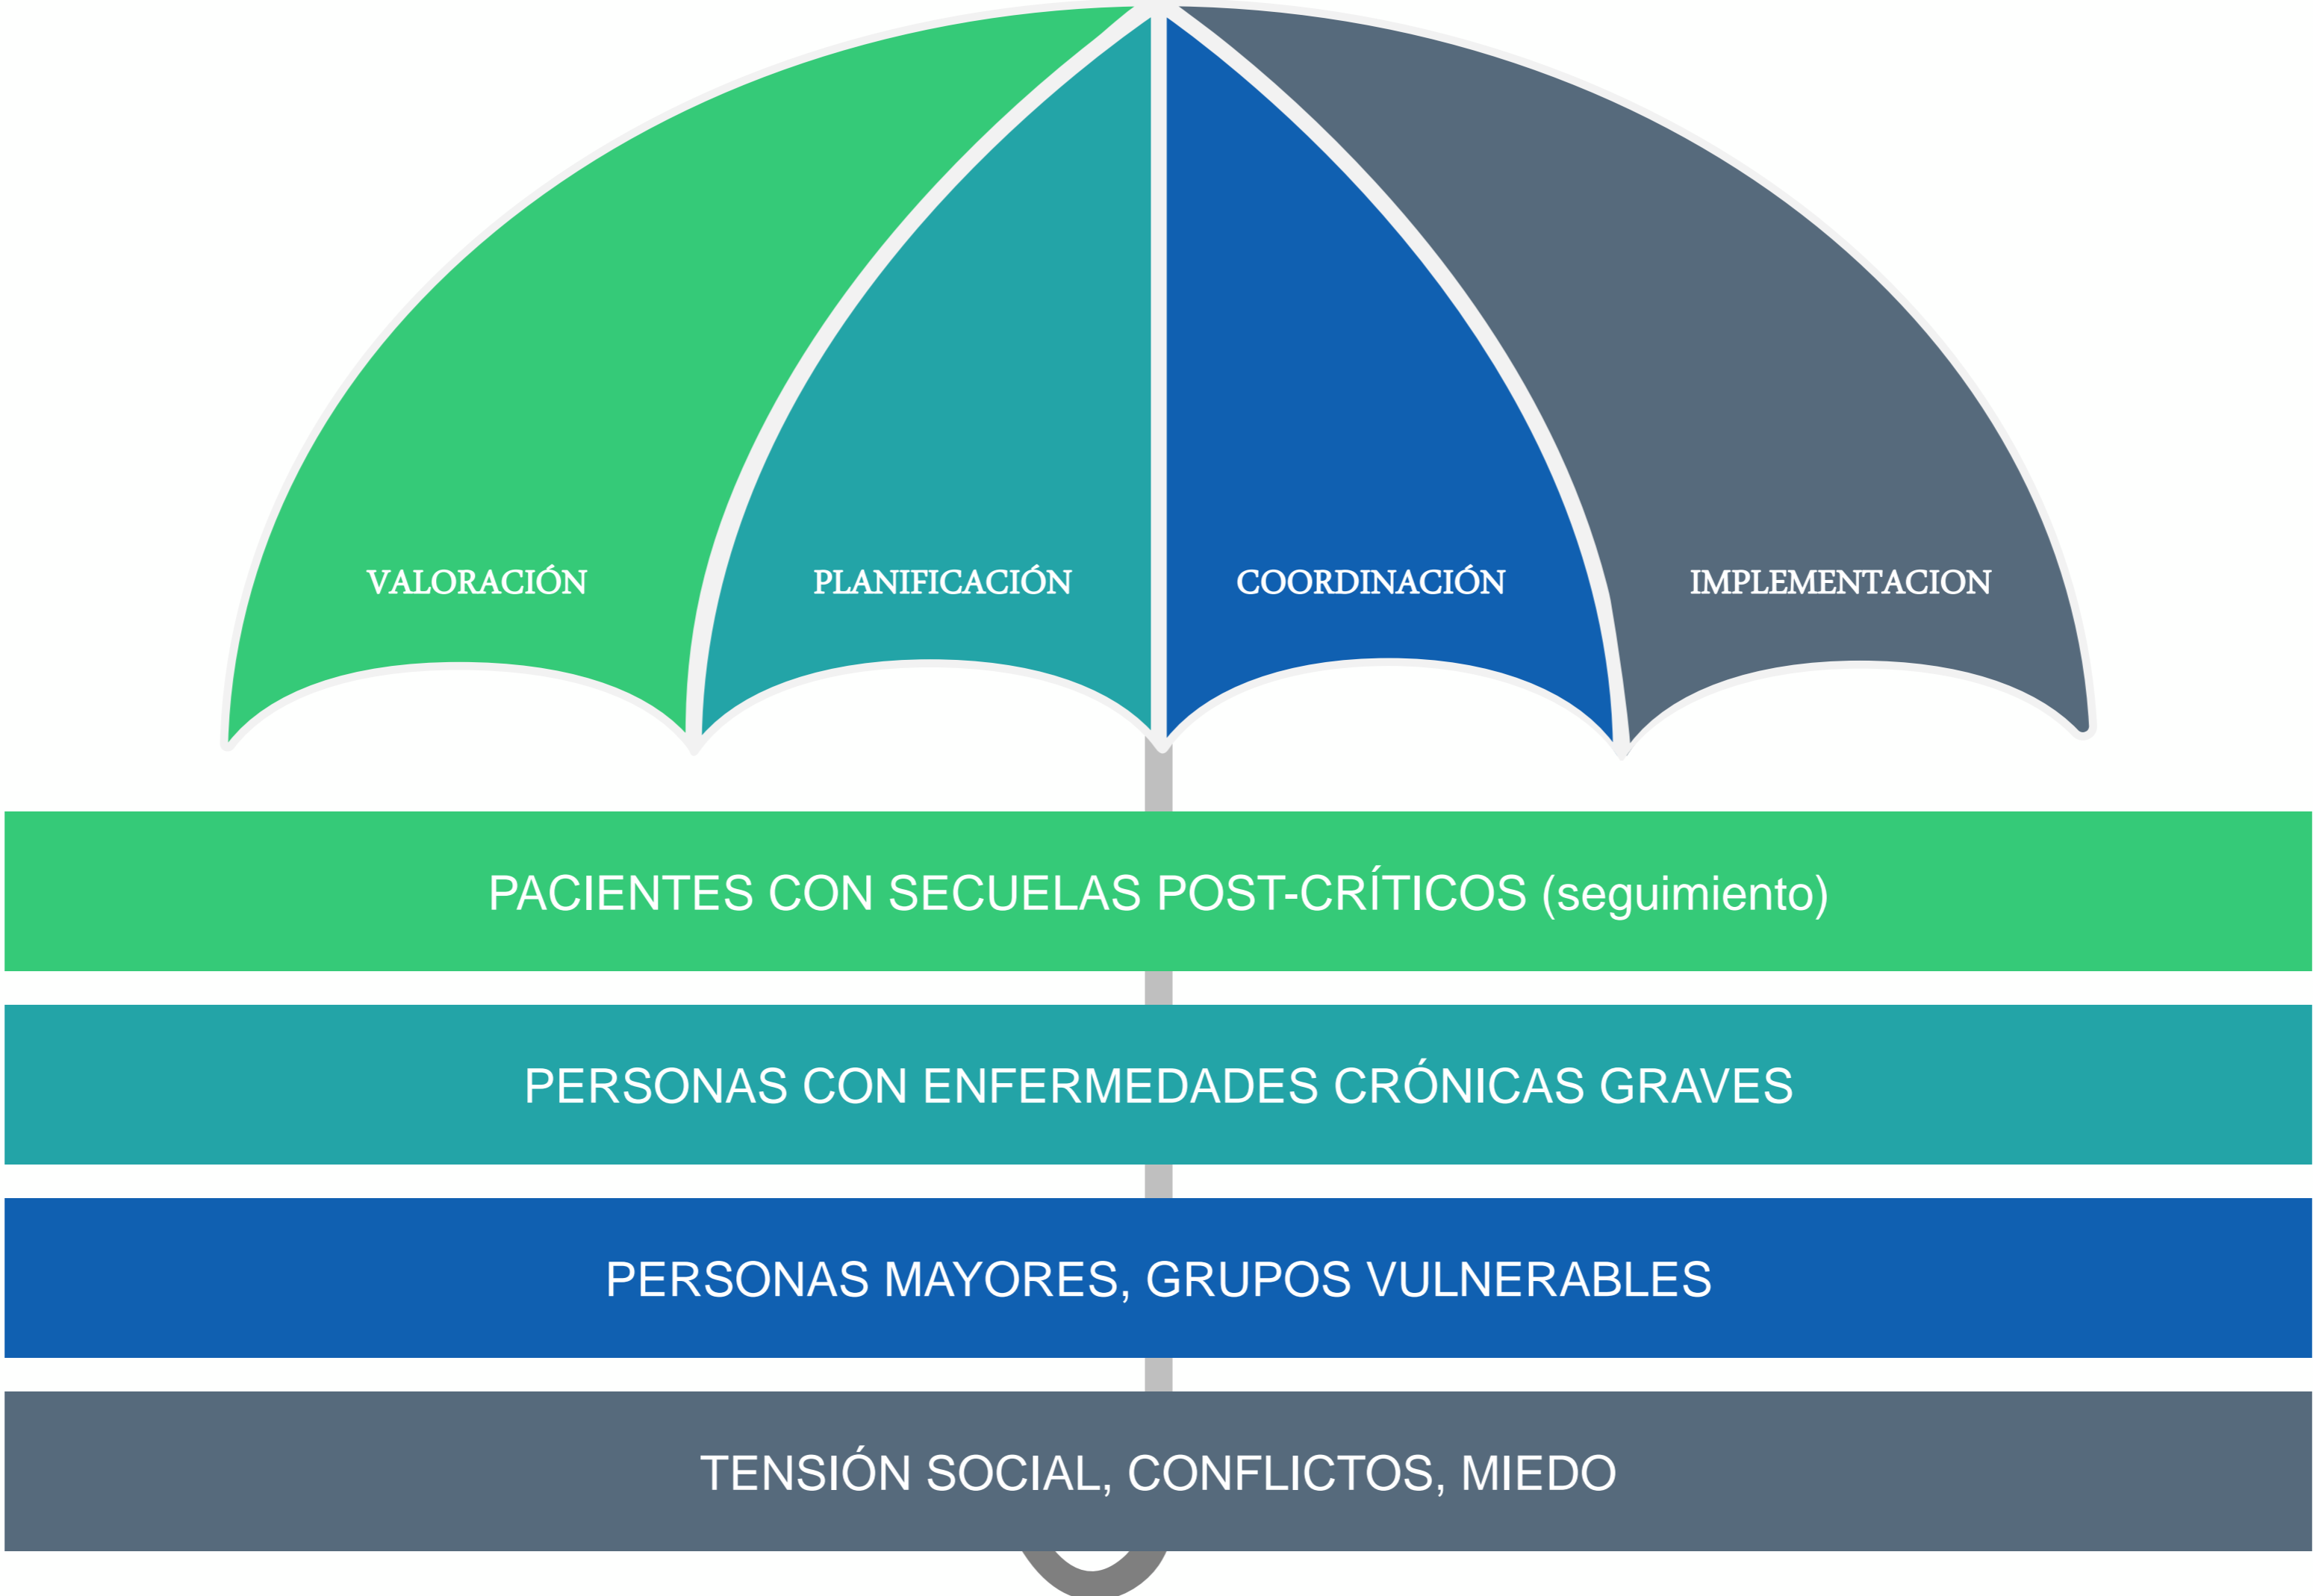 VALORACIÓN
PLANIFICACIÓN
COORDINACIÓN
IMPLEMENTACION
PACIENTES CON SECUELAS POST-CRÍTICOS (seguimiento)
PERSONAS CON ENFERMEDADES CRÓNICAS GRAVES
PERSONAS MAYORES, GRUPOS VULNERABLES
TENSIÓN SOCIAL, CONFLICTOS, MIEDO